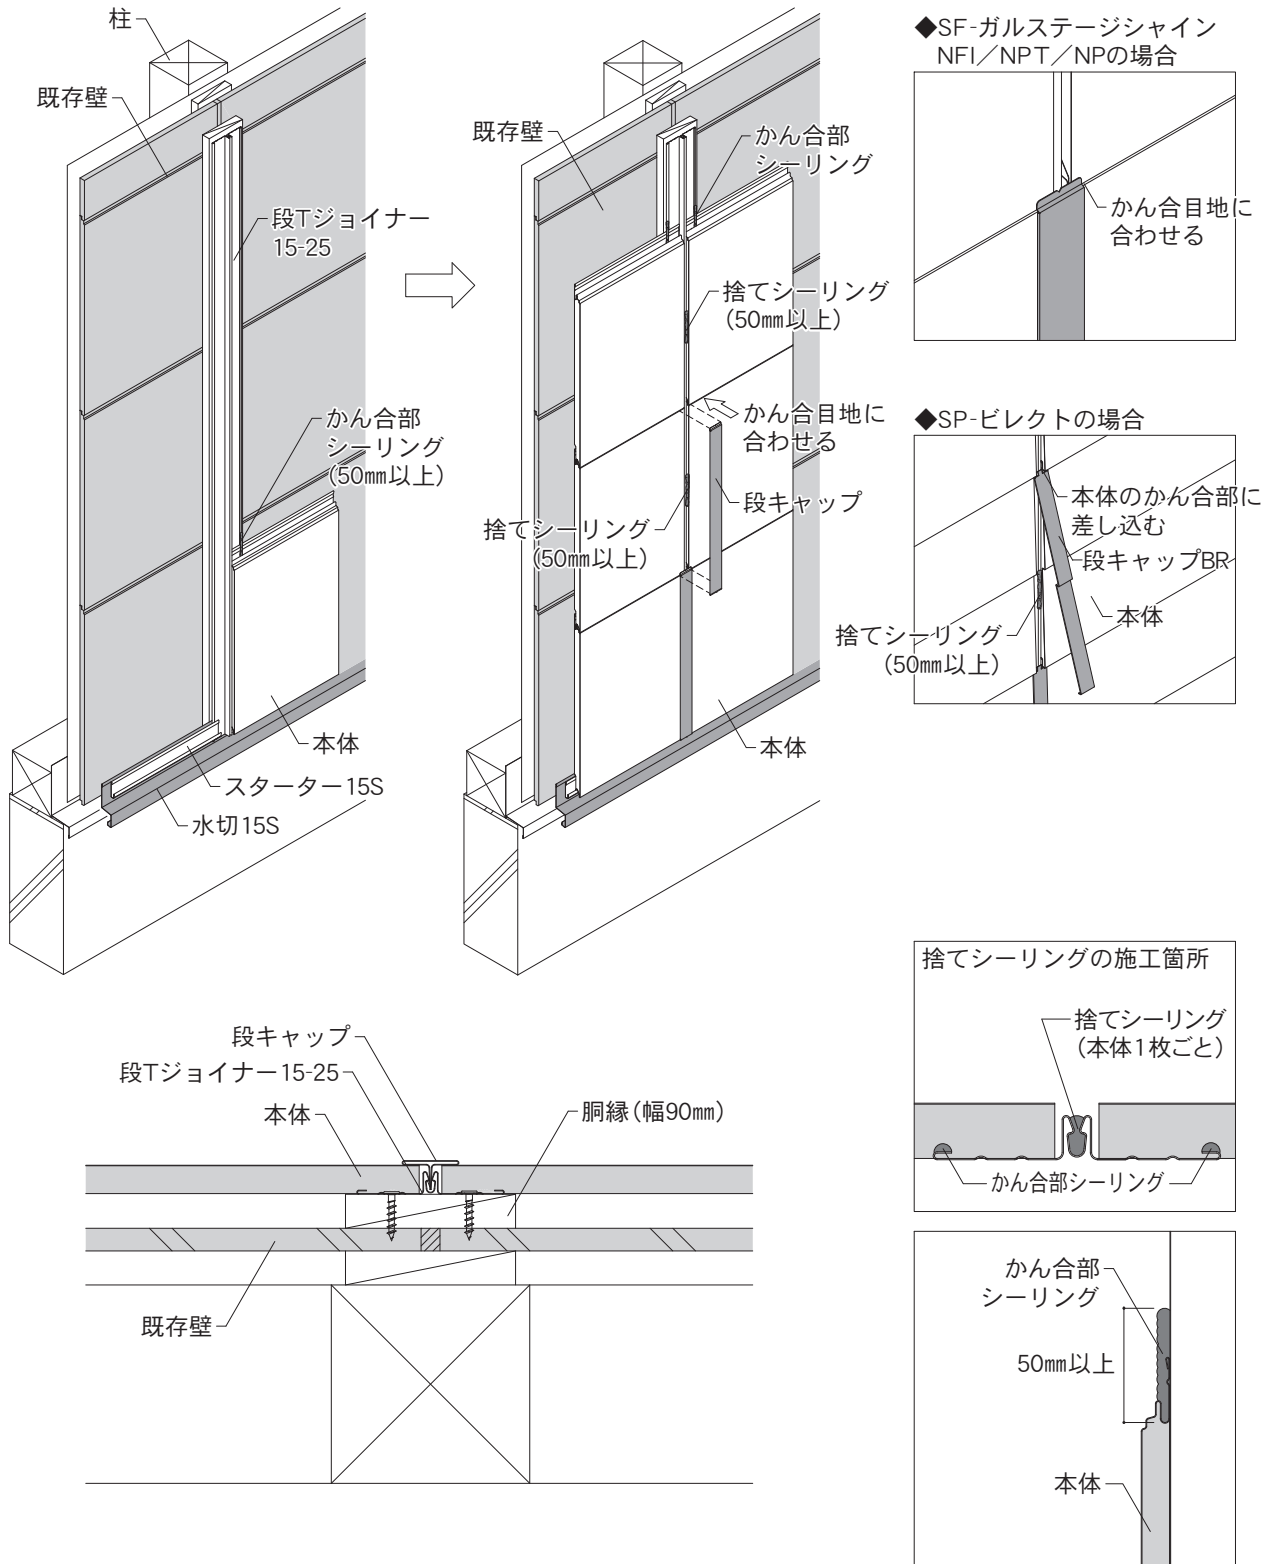 柱
既存壁
段Tジョイナー
15-25
かん合部
シーリング
(50㎜以上)
本体
スターター15S
水切15S
既存壁
かん合部
シーリング
捨てシーリング
(50㎜以上)
かん合目地に
合わせる
段キャップ
捨てシーリング
(50㎜以上)
本体
◆SF-ガルステージシャイン
NFI／NPT／NPの場合
かん合目地に
合わせる
◆SP-ビレクトの場合
本体のかん合部に
差し込む
段キャップBR
本体
捨てシーリング
(50㎜以上)
段キャップ
段Tジョイナー15-25
本体
胴縁(幅90㎜)
既存壁
捨てシーリングの施工箇所
捨てシーリング
(本体1枚ごと)
かん合部シーリング
かん合部
シーリング
50㎜以上
本体